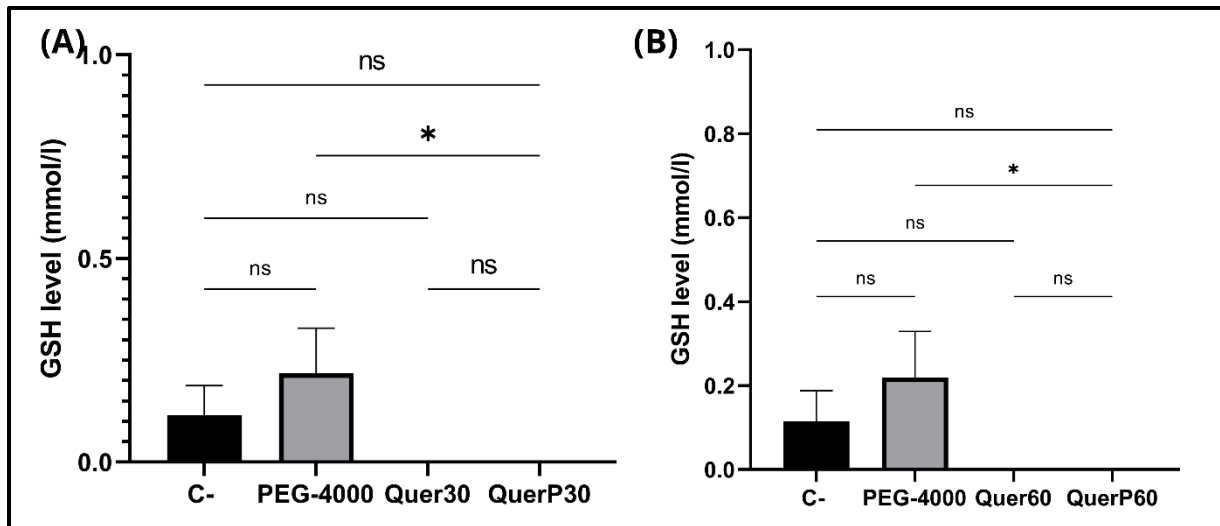 (A)
GSH level (mmol/l)
1.0
0.5
0.0
ns
*
ns
ns
ns
C- PEG-4000 Quer30 QuerP30
(B)
GSH level (mmol/l)
1.0
0.8
0.6
0.4
0.2
0.0
ns
*
ns
ns
ns
C- PEG-4000 Quer60 QuerP60